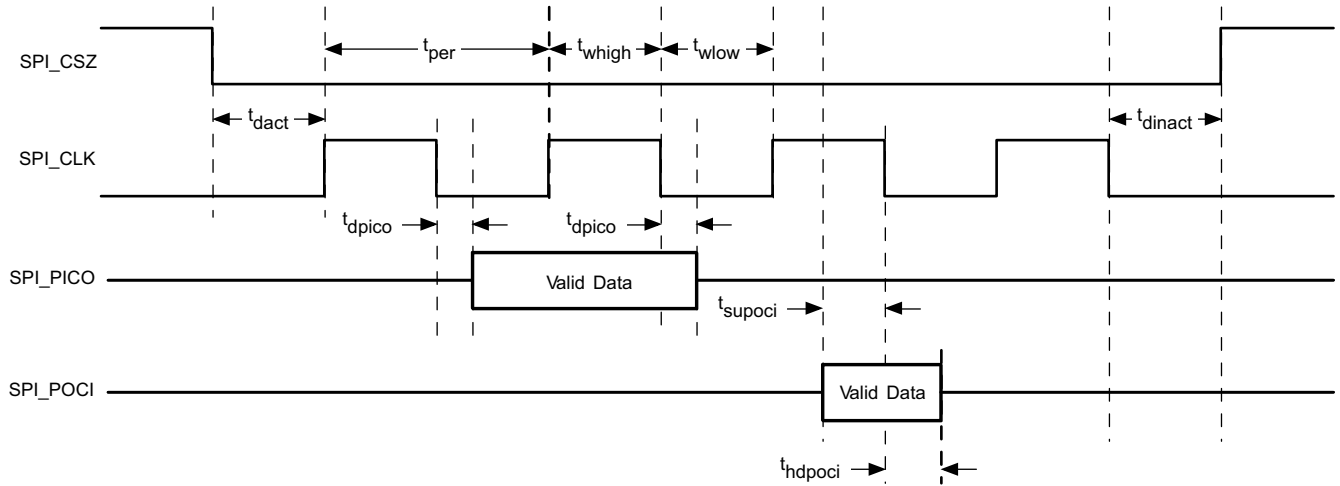 t_per
t_whigh
t_wlow
SPI_CSZ
t_dact
t_dinact
SPI_CLK
t_dpico
t_dpico
SPI_PICO
Valid Data
t_supoci
SPI_POCI
Valid Data
t_hdpoci